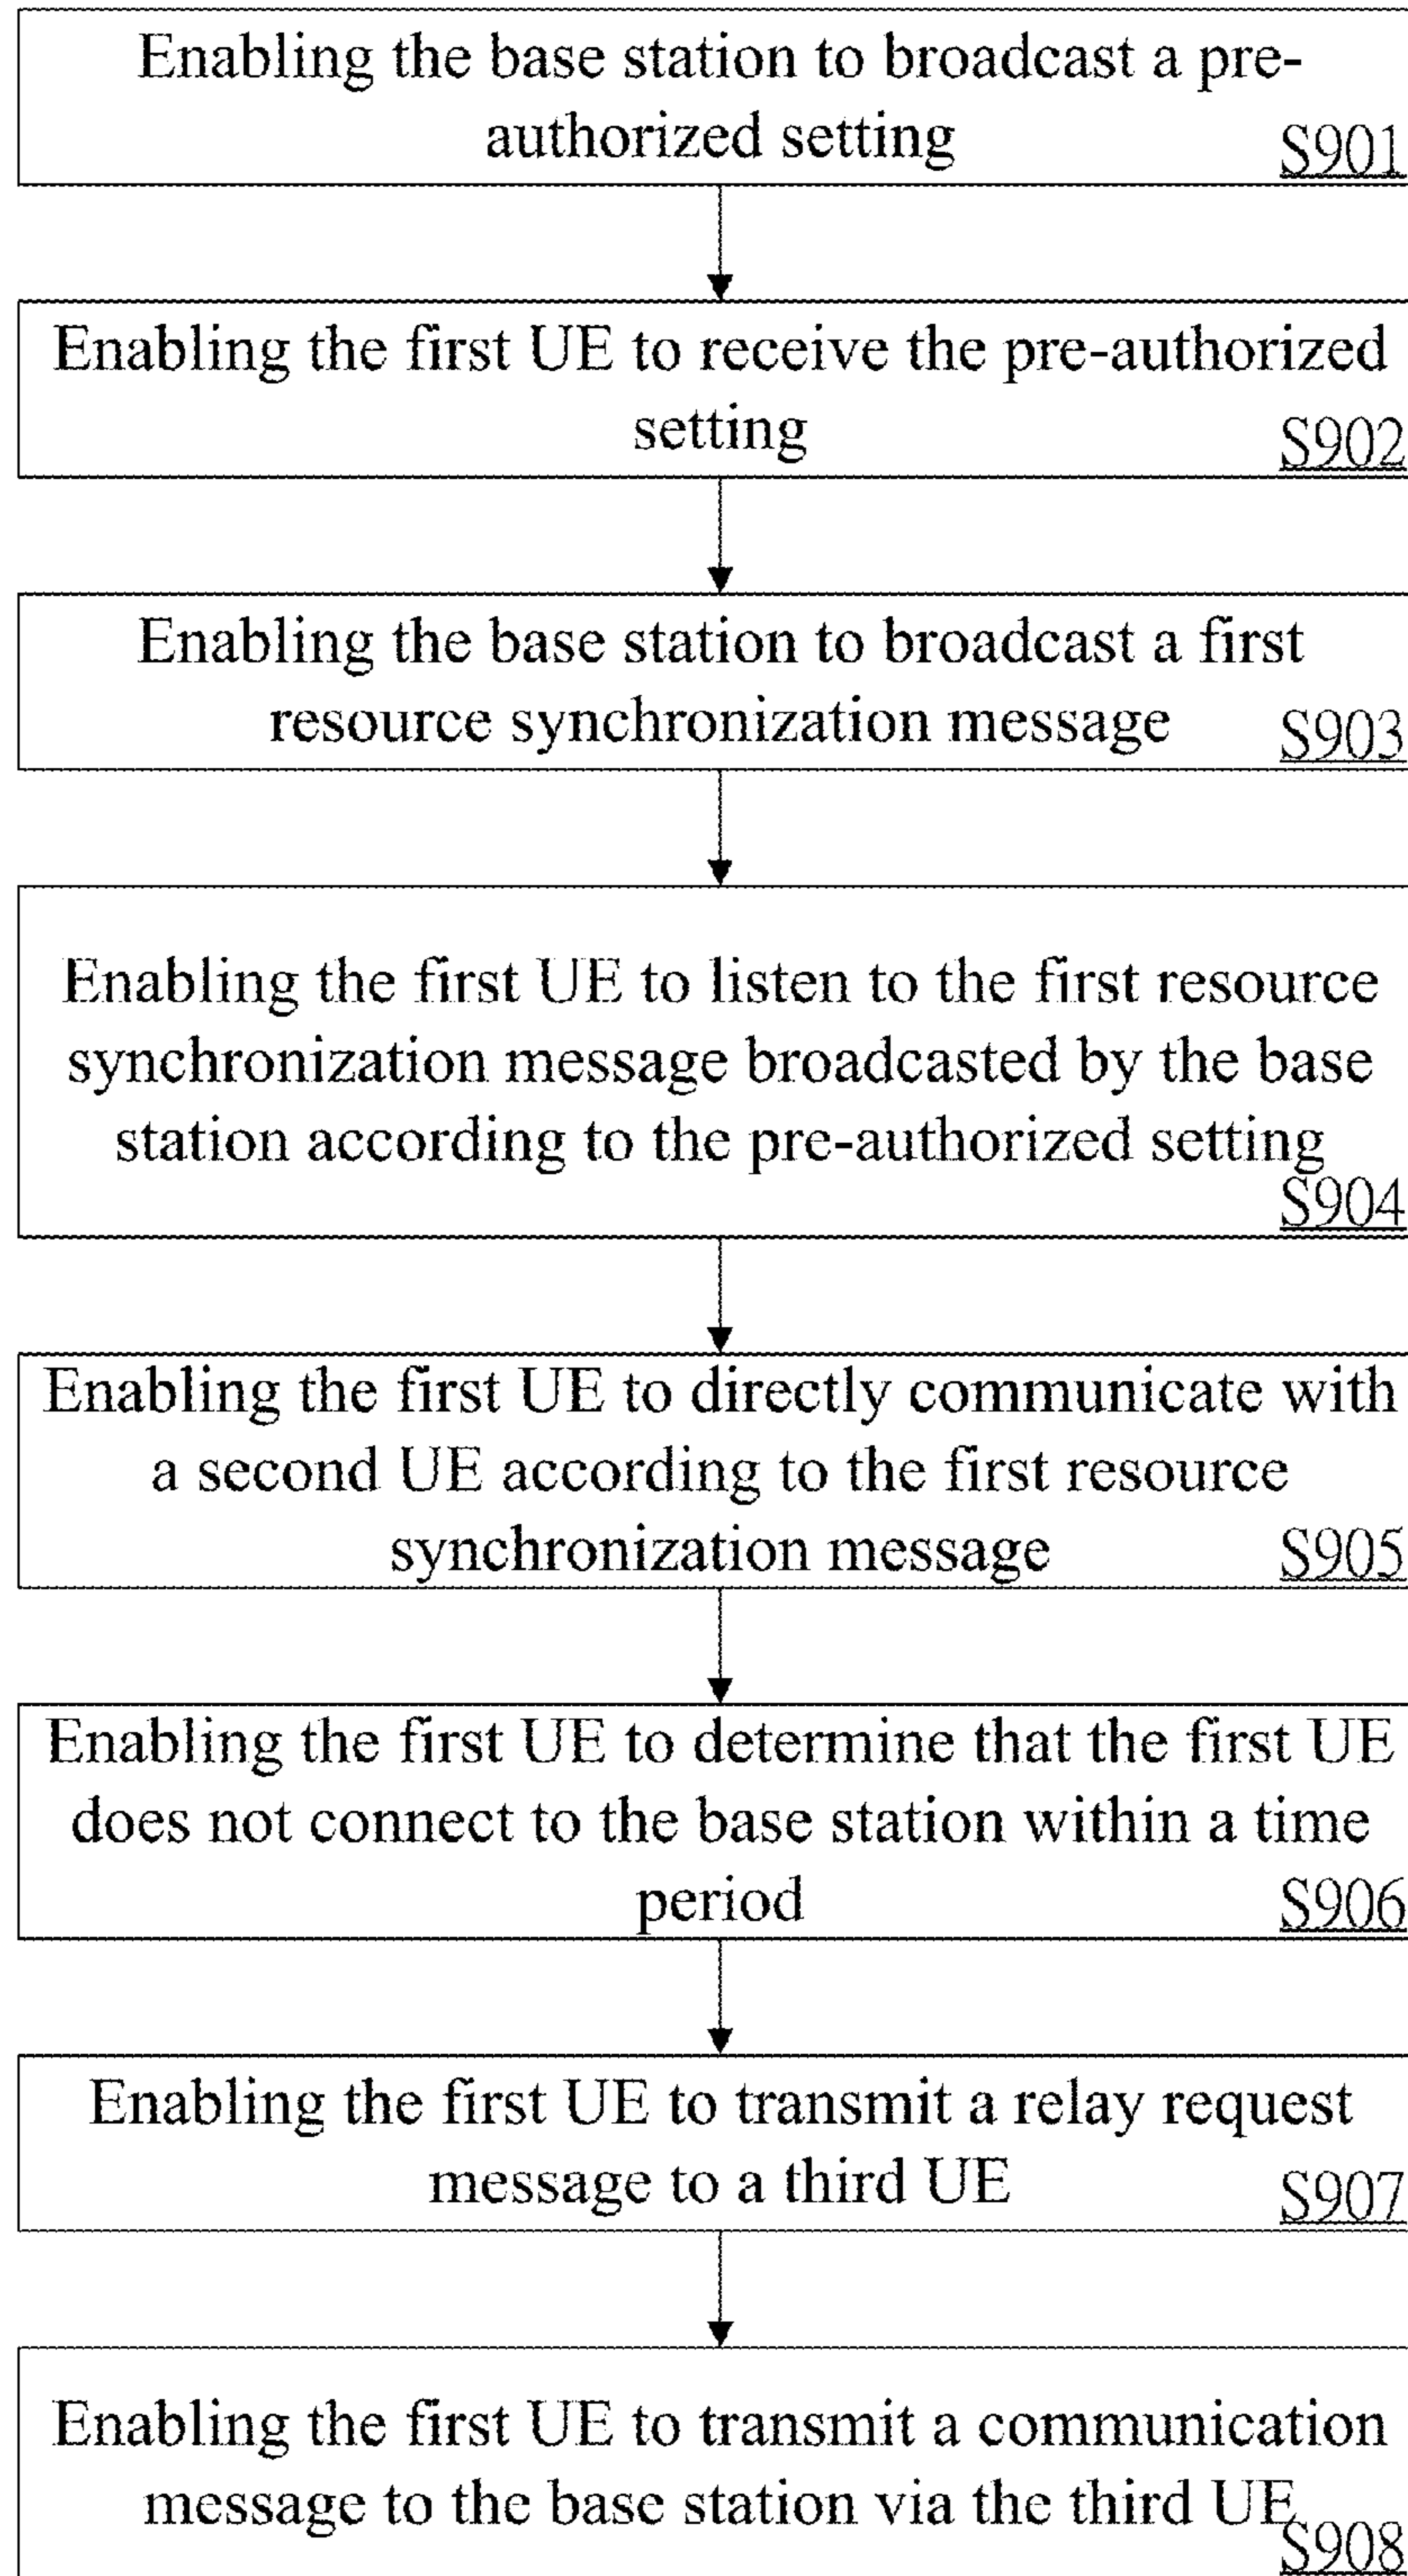 Enabling the base station to broadcast a pre-
authorized setting
S901
Enabling the first UE to receive the pre-authorized
setting
S902
Enabling the base station to broadcast a first
resource synchronization message
S903
Enabling the first UE to listen to the first resource
synchronization message broadcasted by the base
station according to the pre-authorized setting
S904
Enabling the first UE to directly communicate with
a second UE according to the first resource
synchronization message
S905
Enabling the first UE to determine that the first UE
does not connect to the base station within a time
period
S906
Enabling the first UE to transmit a relay request
message to a third UE
S907
Enabling the first UE to transmit a communication
message to the base station via the third UE
S908